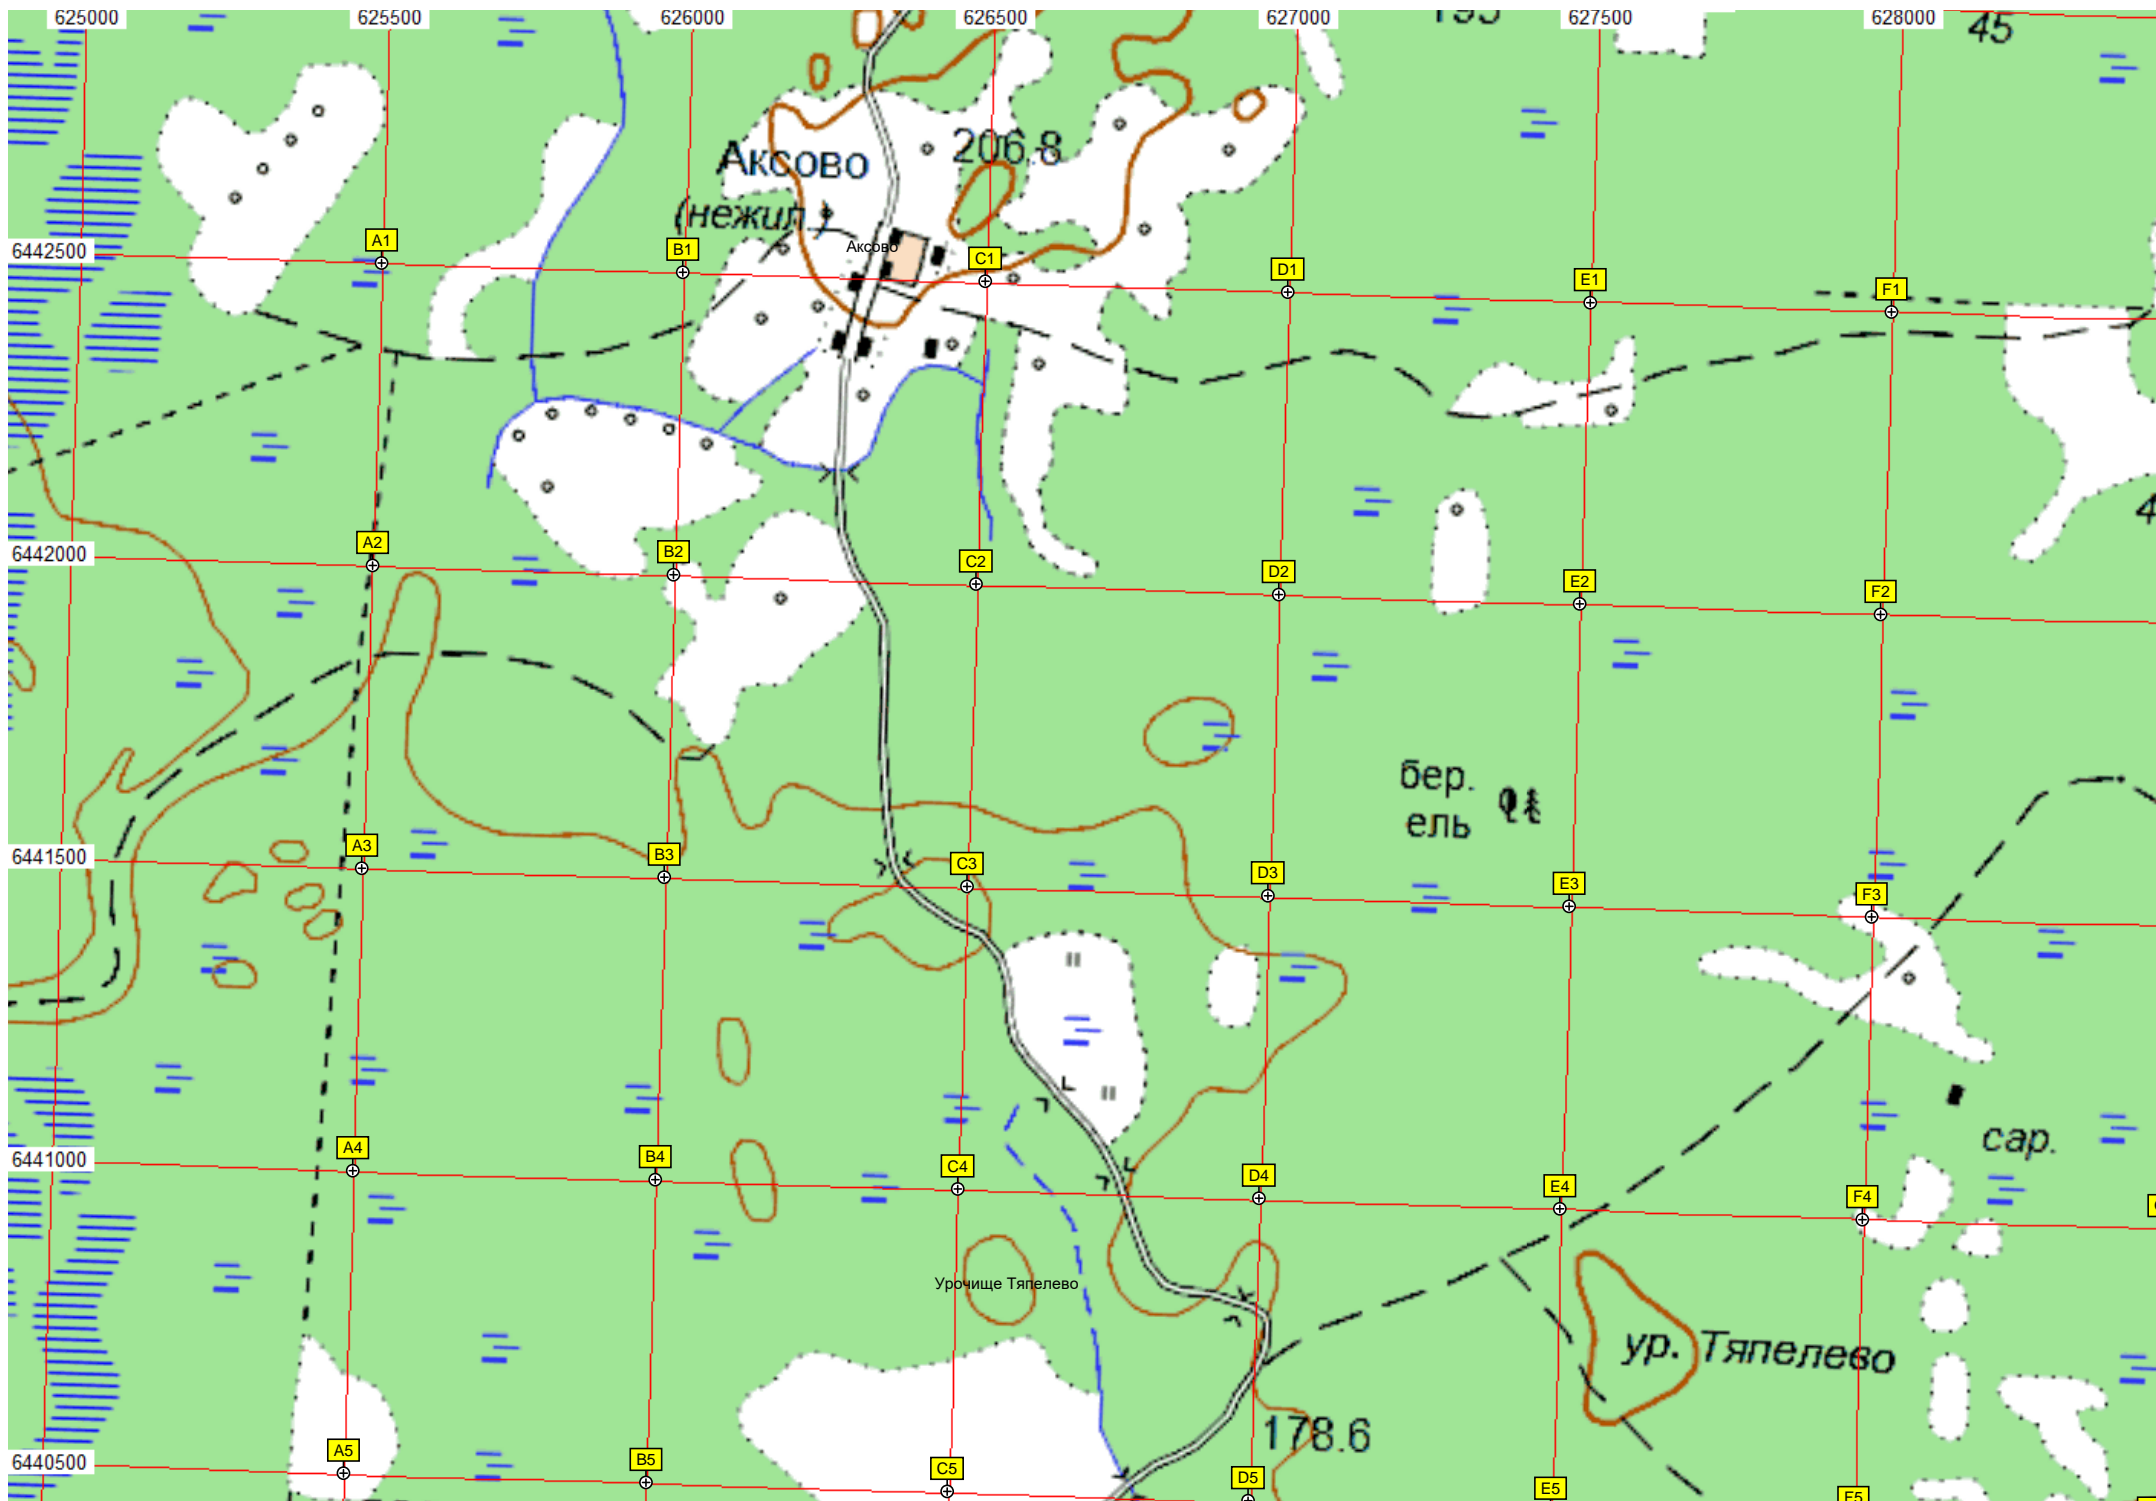 625000 625500 626000 626500 627000 627500 628000
45
206.8
Аксово
(нежил.)
Аксово
6442500
A1 B1 C1 D1 E1 F1
6442000
A2 B2 C2 D2 E2 F2
бер.
ель
6441500
A3 B3 C3 D3 E3 F3
сар.
6441000
A4 B4 C4 D4 E4 F4
Урочище Тяпелево
ур. Тяпелево
178.6
6440500
A5 B5 C5 D5 E5 F5